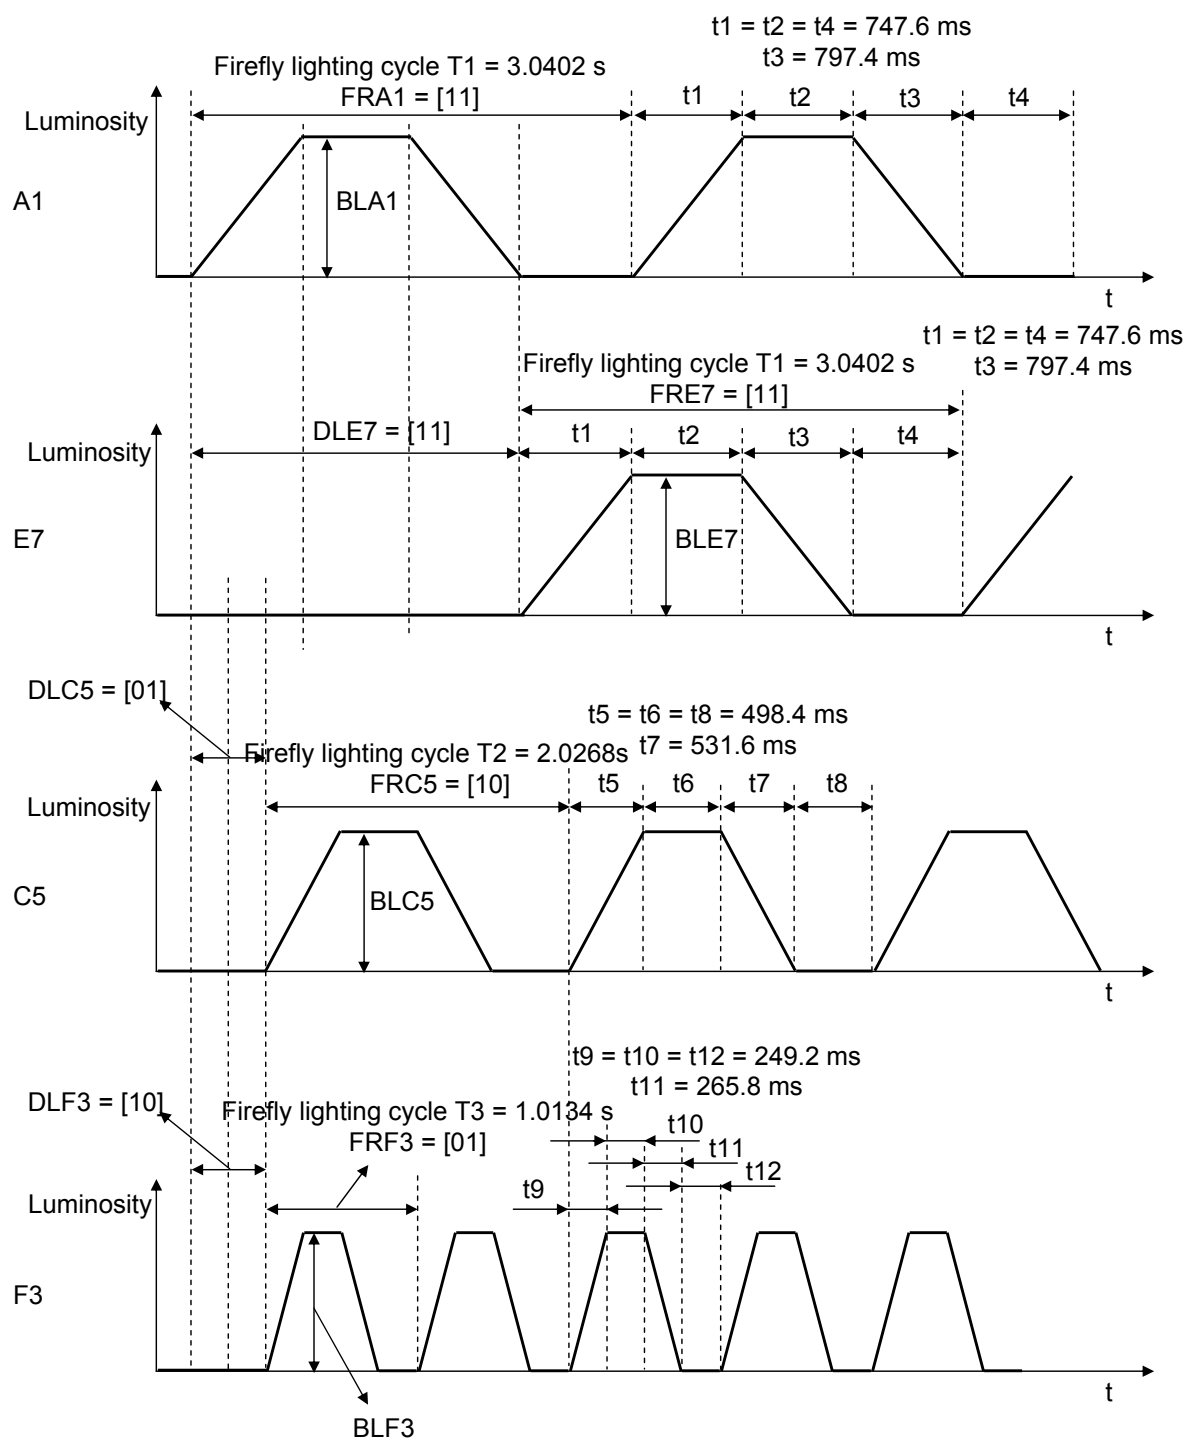 t1 = t2 = t4 = 747.6 ms
t3 = 797.4 ms
Firefly lighting cycle T1 = 3.0402 s
FRA1 = [11]
t1
t2
t3
t4
Luminosity
A1
BLA1
t
t1 = t2 = t4 = 747.6 ms
t3 = 797.4 ms
Firefly lighting cycle T1 = 3.0402 s
FRE7 = [11]
DLE7 = [11]
t1
t2
t3
t4
Luminosity
E7
BLE7
t
DLC5 = [01]
t5 = t6 = t8 = 498.4 ms
t7 = 531.6 ms
Firefly lighting cycle T2 = 2.0268s
FRC5 = [10]
t5
t6
t7
t8
Luminosity
C5
BLC5
t
t9 = t10 = t12 = 249.2 ms
t11 = 265.8 ms
DLF3 = [10]
Firefly lighting cycle T3 = 1.0134 s
FRF3 = [01]
t10
t11
t12
t9
Luminosity
F3
t
BLF3